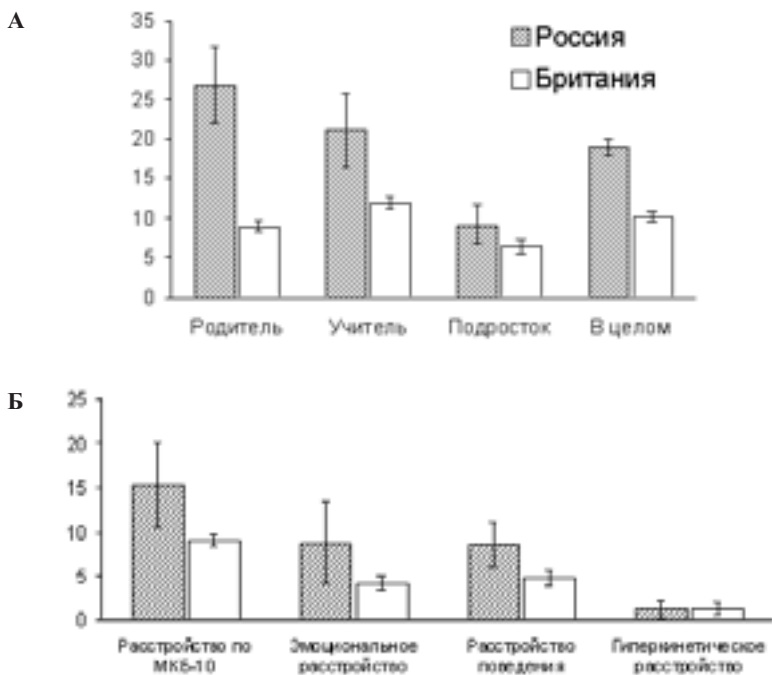 А
35
30
25
20
15
10
5
0
Россия
Британия
Родитель Учитель Подросток В целом
Б
25
20
15
10
5
0
Расстройство по МКБ-10
Эмоциональное расстройство
Расстройство поведения
Гиперкинетическое расстройство